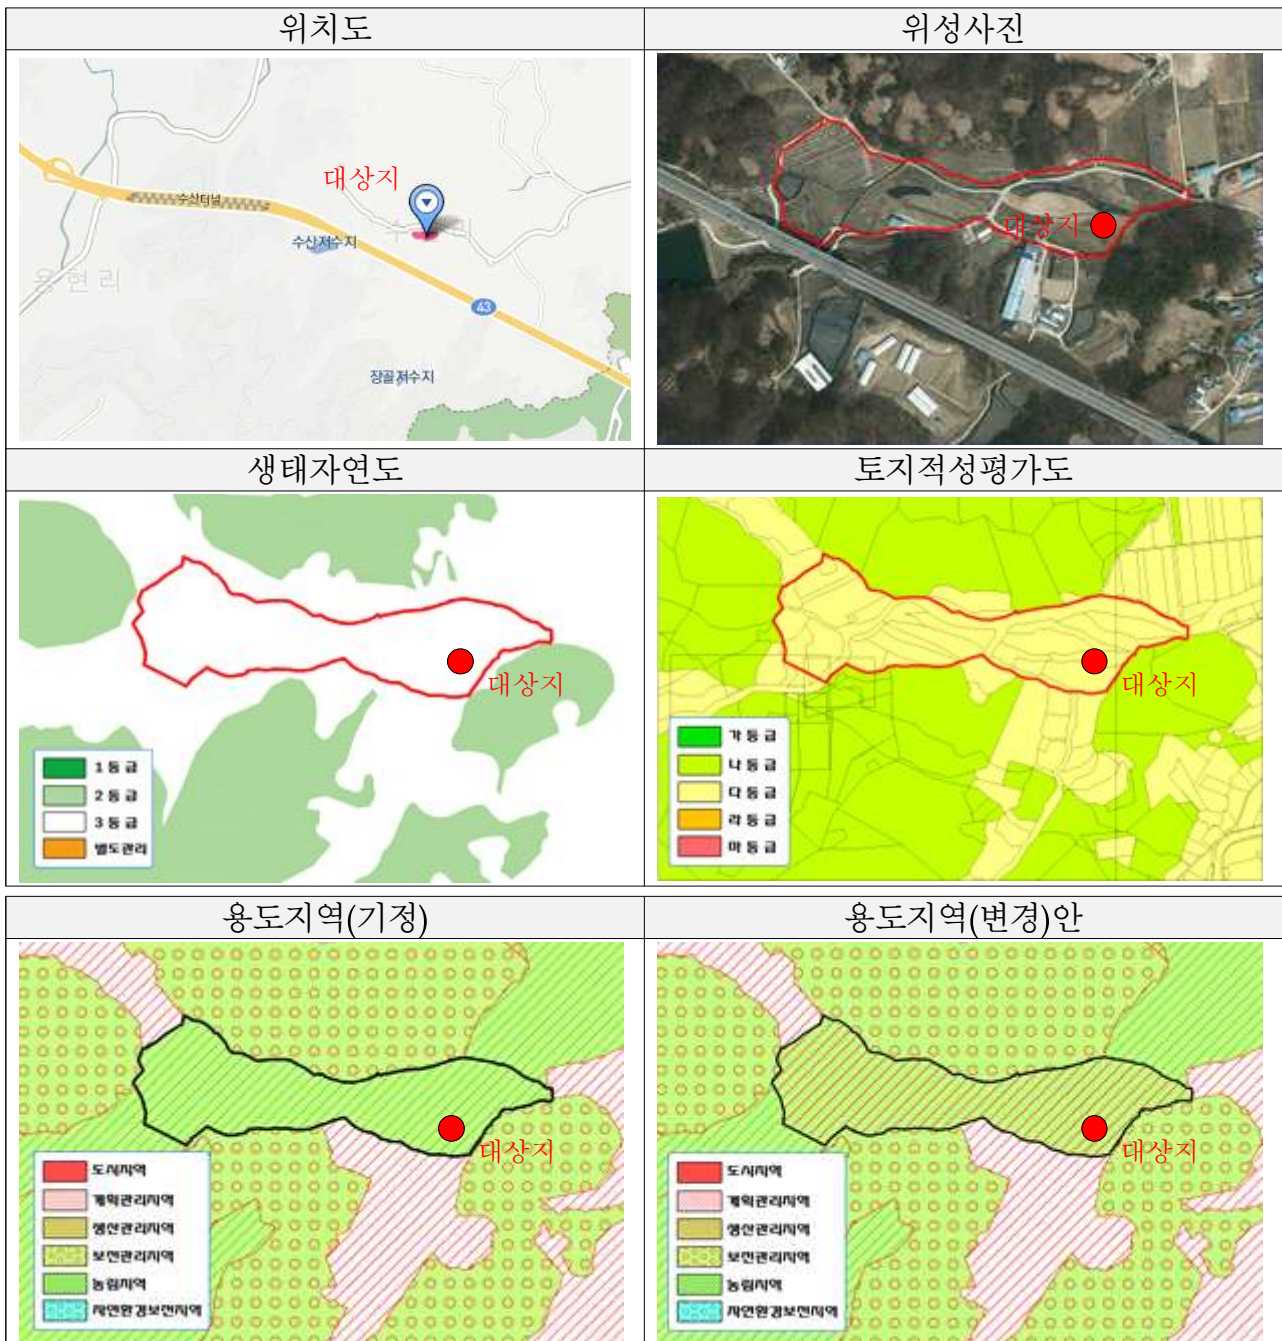 위치도
위성사진
대상지
수산터널
수산저수지
용현리
43
장골저수지
대상지
생태자연도
토지적성평가도
대상지
1등급
2등급
3등급
별도관리
대상지
가등급
나등급
다등급
라등급
마등급
용도지역(기정)
용도지역(변경)안
대상지
도시지역
계획관리지역
생산관리지역
보전관리지역
농림지역
자연환경보전지역
대상지
도시지역
계획관리지역
생산관리지역
보전관리지역
농림지역
자연환경보전지역